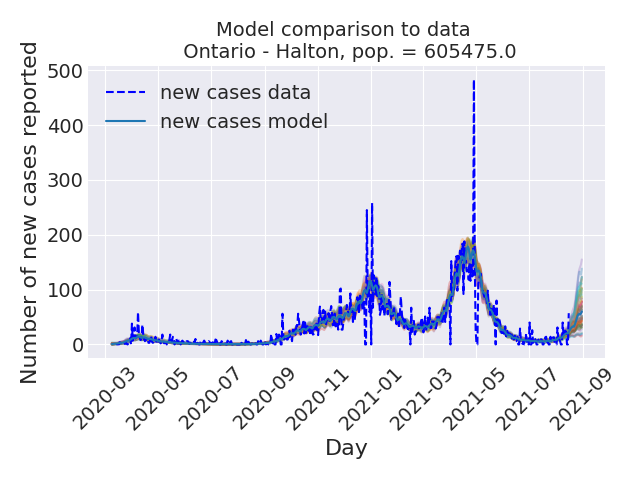 Model comparison to data
Ontario - Halton, pop. = 605475.0
Number of new cases reported
500
400
300
200
100
0
new cases data
new cases model
2020-03
2020-05
2020-07
2020-09
2020-11
2021-01
2021-03
2021-05
2021-07
2021-09
Day